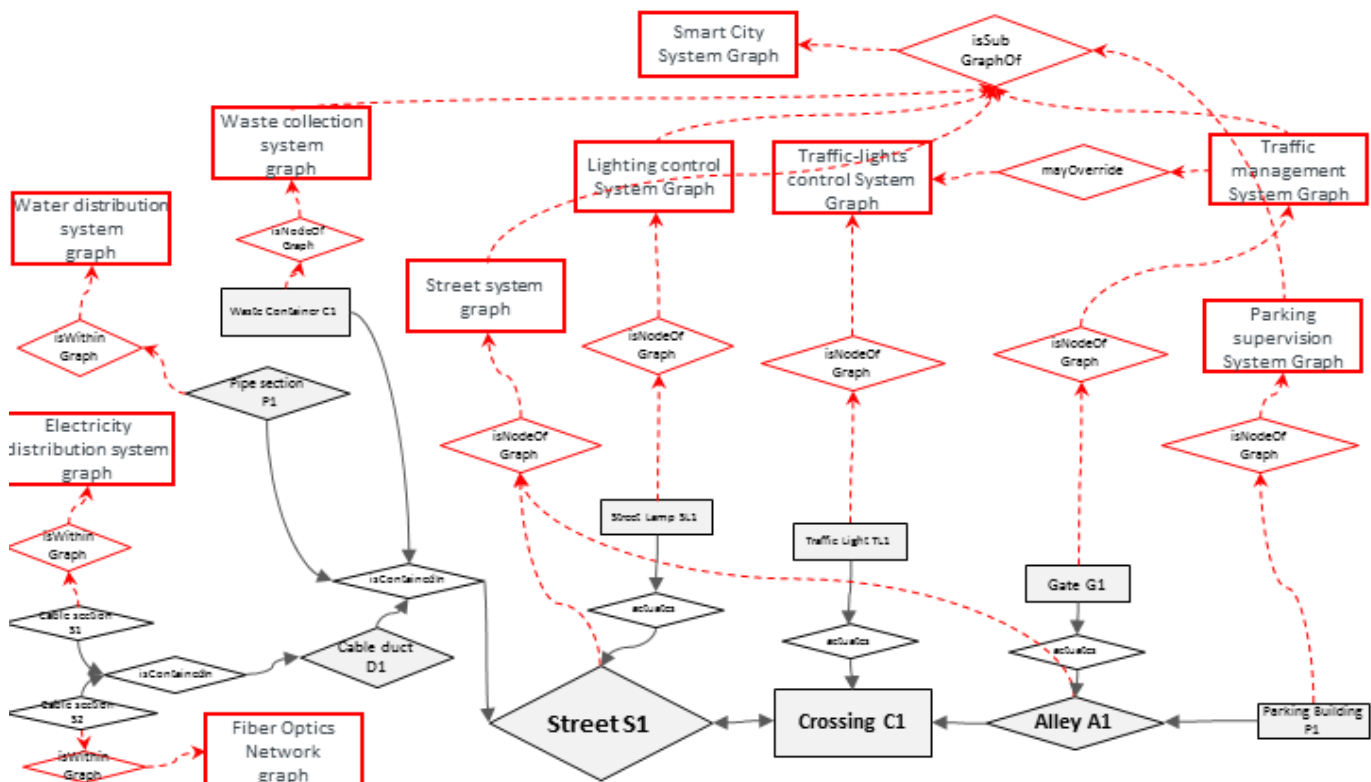 Smart City
System Graph
isSub
GraphOf
Waste collection
system
graph
Lighting control
System Graph
Traffic-lights
control System
Graph
mayOverride
Traffic
management
System Graph
Water distribution
system
graph
isNodeOf
Graph
Street system
graph
Waste Container C1
isWithin
Graph
isNodeOf
Graph
isNodeOf
Graph
isNodeOf
Graph
Parking
supervision
System Graph
Pipe section
P1
Electricity
distribution system
graph
isNodeOf
Graph
isNodeOf
Graph
isWithin
Graph
Street Lamp SL1
Traffic Light TL1
Gate G1
isContainedIn
Cable section
S1
actuates
actuates
actuates
Cable duct
D1
isContainedIn
Cable section
S2
Street S1
Crossing C1
Alley A1
Parking Building
P1
isWithin
Graph
Fiber Optics
Network
graph